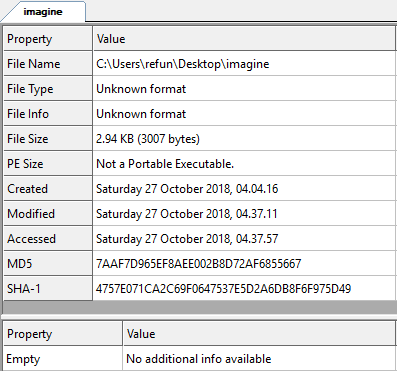 imagine
Property Value
File Name C:\Users\refun\Desktop\imagine
File Type Unknown format
File Info Unknown format
File Size 2.94 KB (3007 bytes)
PE Size Not a Portable Executable.
Created Saturday 27 October 2018, 04.04.16
Modified Saturday 27 October 2018, 04.37.11
Accessed Saturday 27 October 2018, 04.37.57
MD5 7AAF7D965EF8AEE002B8D72AF6855667
SHA-1 4757E071CA2C69F0647537E5D2A6DB8F6F975D49
Property Value
Empty No additional info available